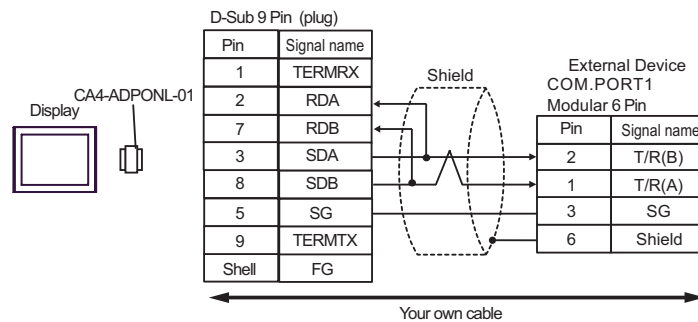 D-Sub 9 Pin (plug)
Pin Signal name
1 TERMRX
2 RDA
7 RDB
3 SDA
8 SDB
5 SG
9 TERMTX
Shell FG
Display
CA4-ADPONL-01
Shield
External Device
COM.PORT1
Modular 6 Pin
Pin Signal name
2 T/R(B)
1 T/R(A)
3 SG
6 Shield
Your own cable